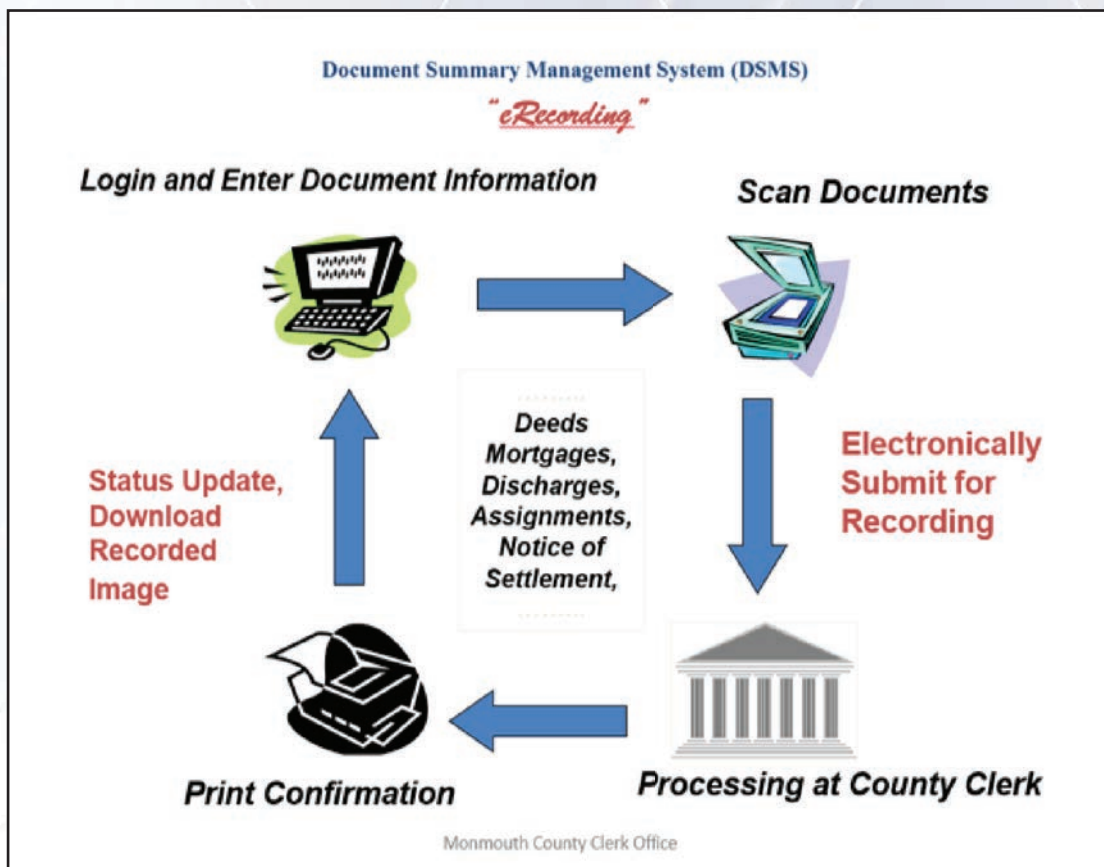 Document Summary Management System (DSMS)
"eRecording"
Login and Enter Document Information
Scan Documents
Deeds
Mortgages,
Discharges,
Assignments,
Notice of
Settlement,
Electronically
Submit for
Recording
Status Update,
Download
Recorded
Image
Print Confirmation
Processing at County Clerk
Monmouth County Clerk Office